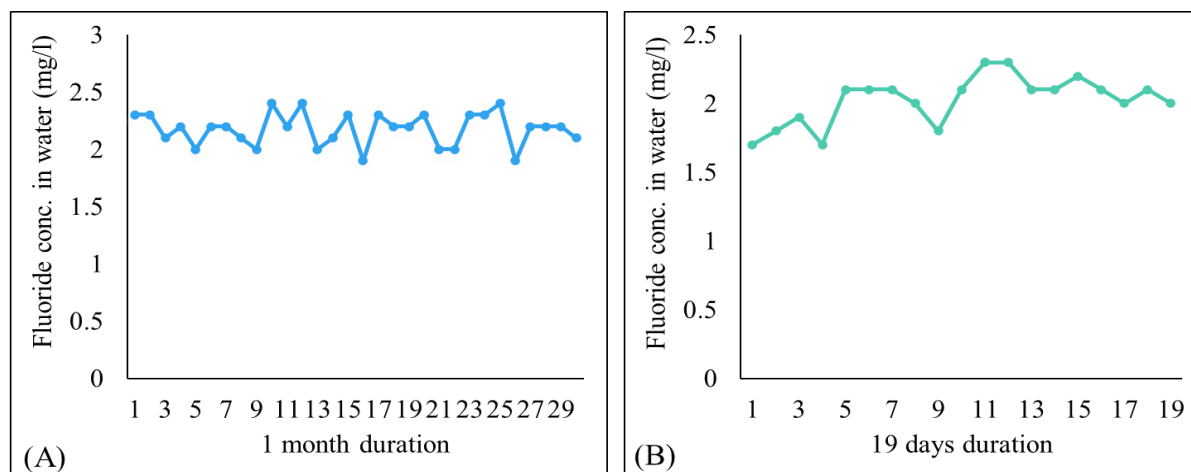 Fluoride conc. in water (mg/l)
3
2.5
2
1.5
1
0.5
0
1 3 5 7 9 11 13 15 17 19 21 23 25 27 29
1 month duration
(A)
Fluoride conc. in water (mg/l)
2.5
2
1.5
1
0.5
0
1 3 5 7 9 11 13 15 17 19
19 days duration
(B)